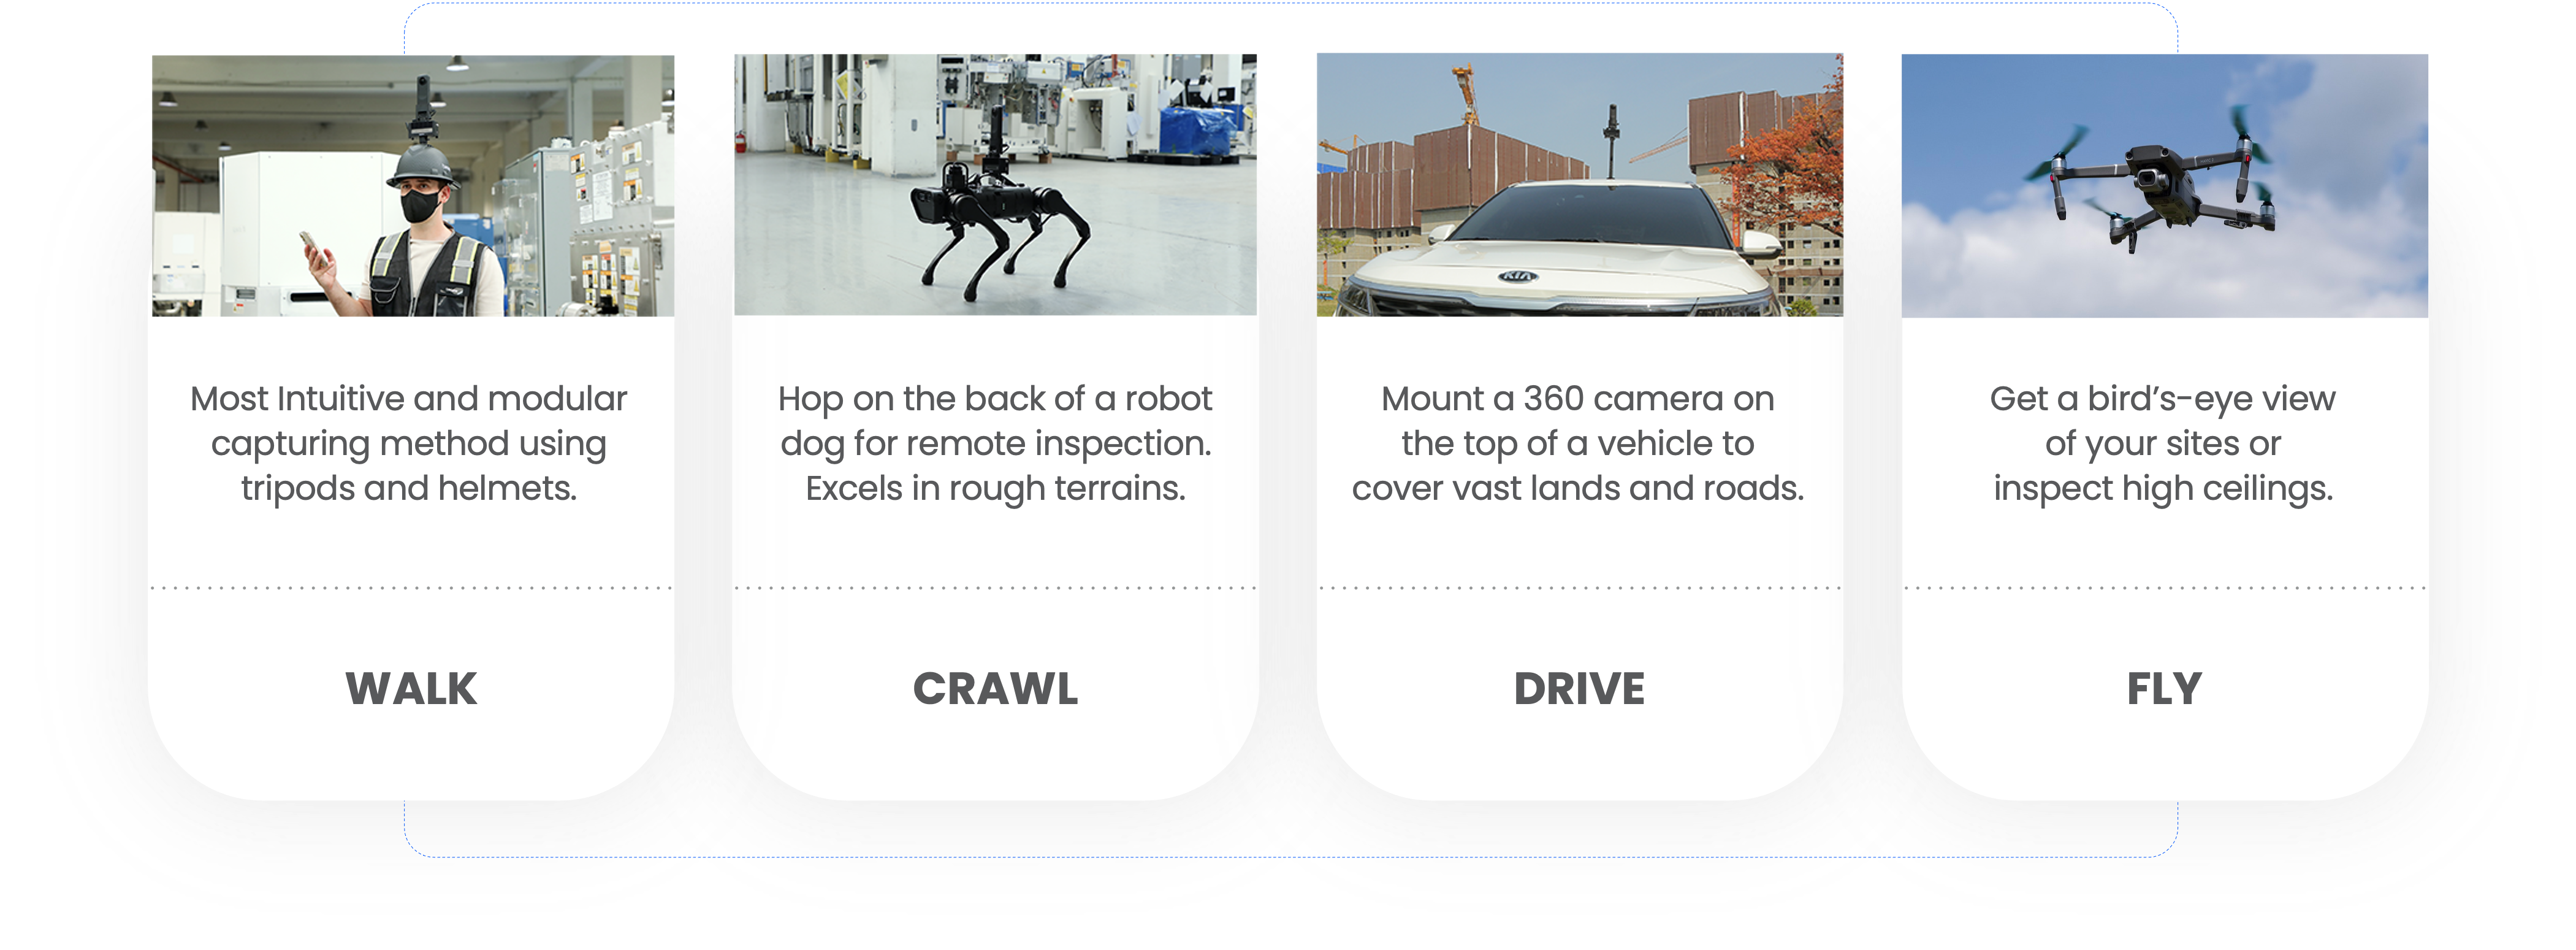 Most Intuitive and modular
capturing method using
tripods and helmets.
WALK
Hop on the back of a robot
dog for remote inspection.
Excels in rough terrains.
CRAWL
KIA
Mount a 360 camera on
the top of a vehicle to
cover vast lands and roads.
DRIVE
Get a bird’s-eye view
of your sites or
inspect high ceilings.
FLY